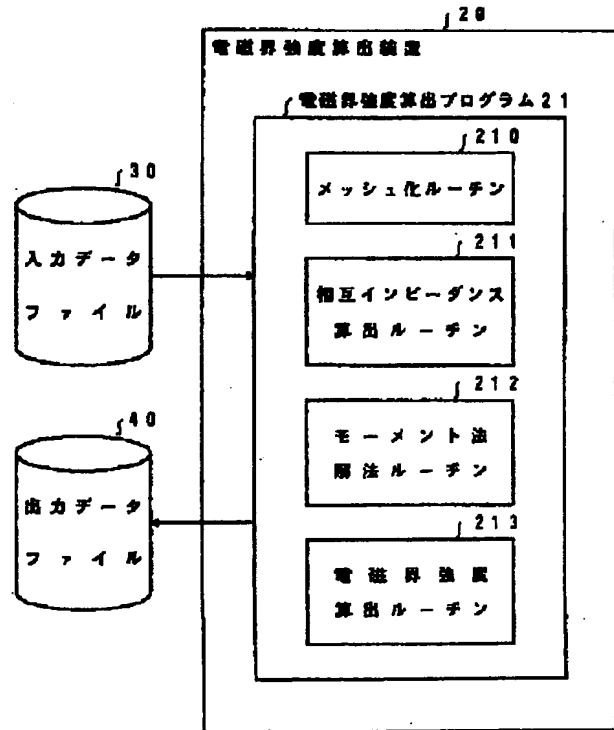 20
電磁界強度算出装置
電磁界強度算出プログラム21
210
メッシュ化ルーチン
30
入力データ
ファイル
211
相互インピーダンス
算出ルーチン
212
モーメント法
解法ルーチン
40
出力データ
ファイル
213
電磁界強度
算出ルーチン